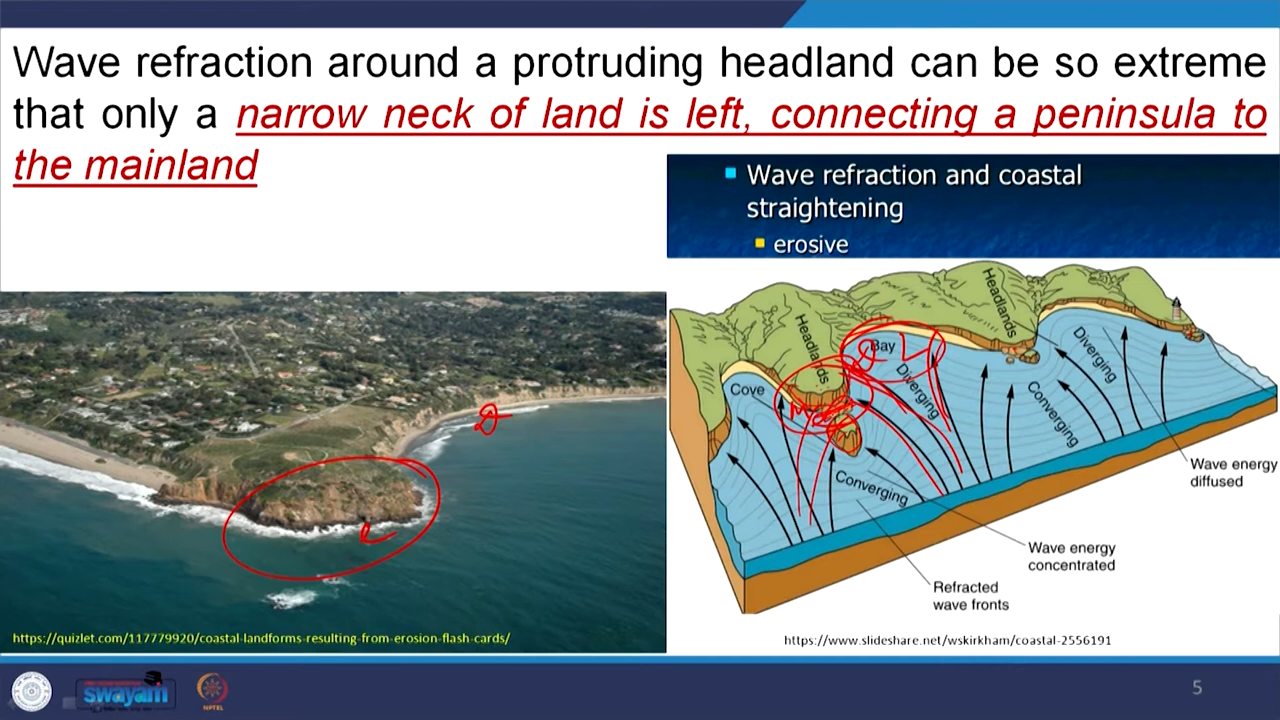 Wave refraction around a protruding headland can be so extreme
that only a narrow neck of land is left, connecting a peninsula to
the mainland
Wave refraction and coastal
straightening
erosive
Headlands
Headlands
Bay
Cove
Diverging
Diverging
Converging
Converging
Wave energy
diffused
Wave energy
concentrated
Refracted
wave fronts
https://quizlet.com/117779920/coastal-landforms-resulting-from-erosion-flash-cards/
https://www.slideshare.net/wskirkham/coastal-2556191
swayam
NPTEL
5